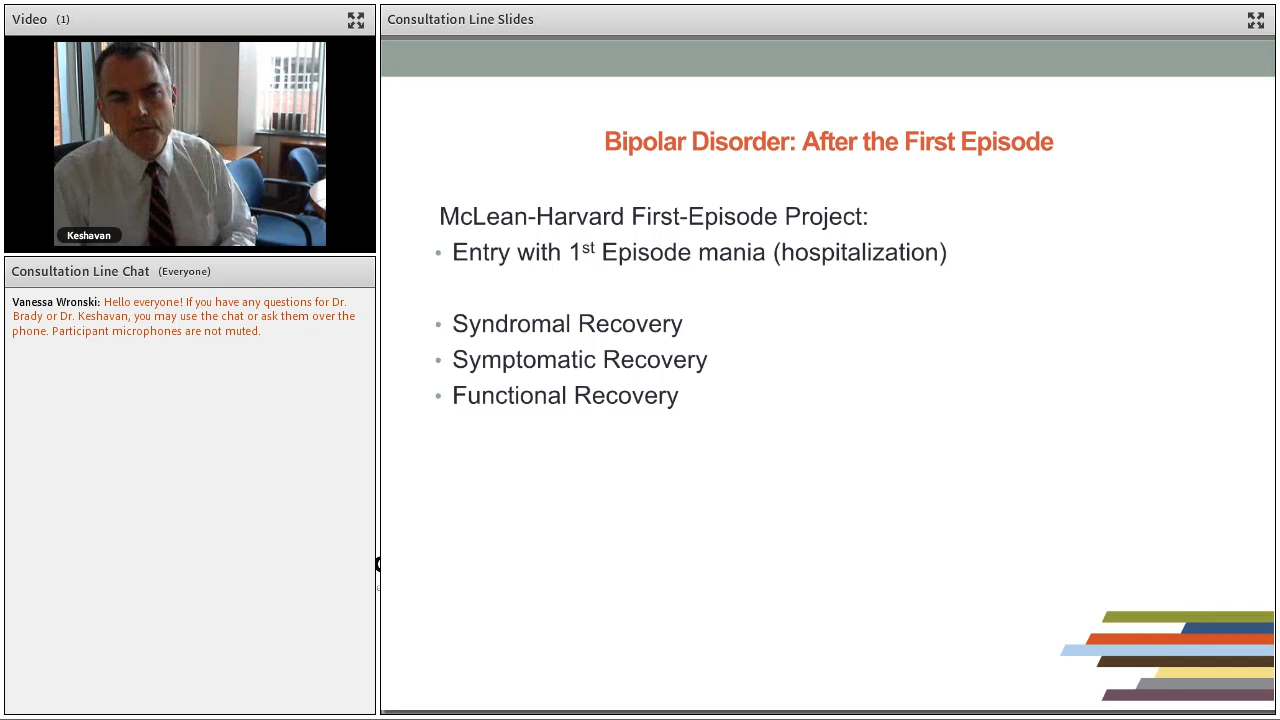 Video (1)
Keshavan
Consultation Line Chat (Everyone)
Vanessa Wronski: Hello everyone! If you have any questions for Dr.
Brady or Dr. Keshavan, you may use the chat or ask them over the
phone. Participant microphones are not muted.
Consultation Line Slides
Bipolar Disorder: After the First Episode
McLean-Harvard First-Episode Project:
• Entry with 1st Episode mania (hospitalization)
• Syndromal Recovery
• Symptomatic Recovery
• Functional Recovery